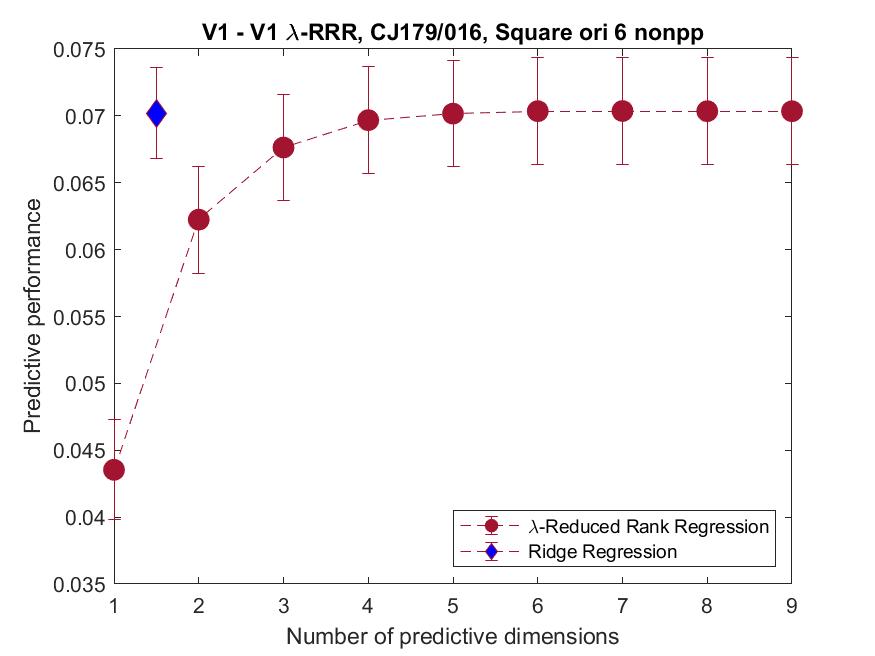 V1 - V1 λ-RRR, CJ179/016, Square ori 6 nonpp
0.075
0.07
0.065
0.06
0.055
0.05
0.045
0.04
0.035
Predictive performance
λ-Reduced Rank Regression
Ridge Regression
1 2 3 4 5 6 7 8 9
Number of predictive dimensions